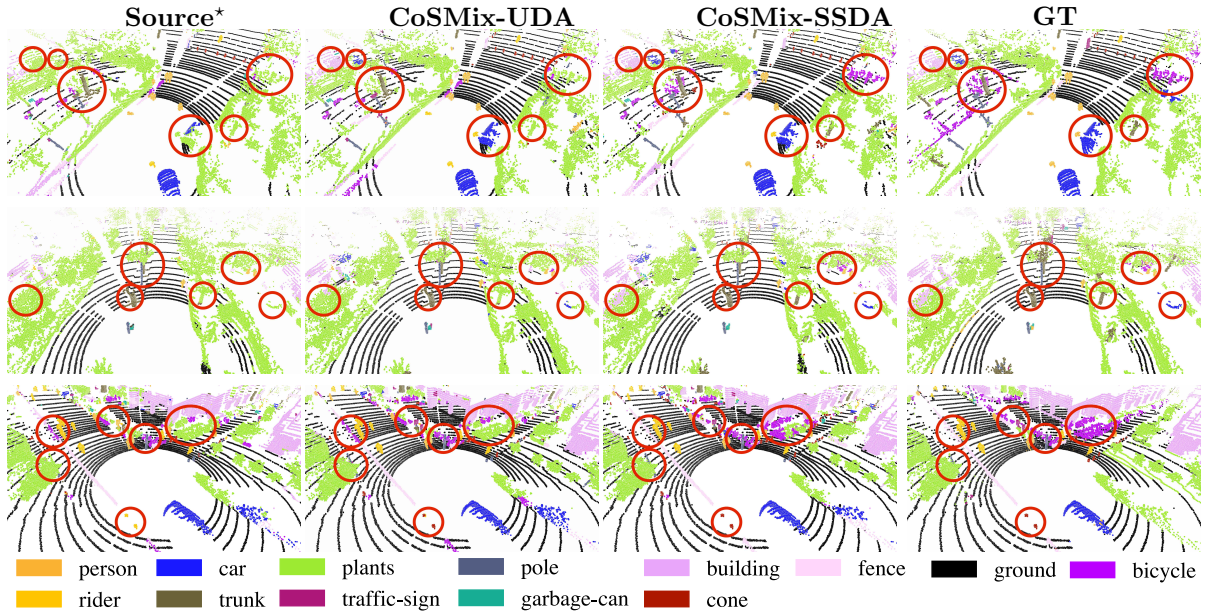 Source⋆ CoSMix-UDA CoSMix-SSDA GT
person car plants pole building fence ground bicycle
rider trunk traffic-sign garbage-can cone